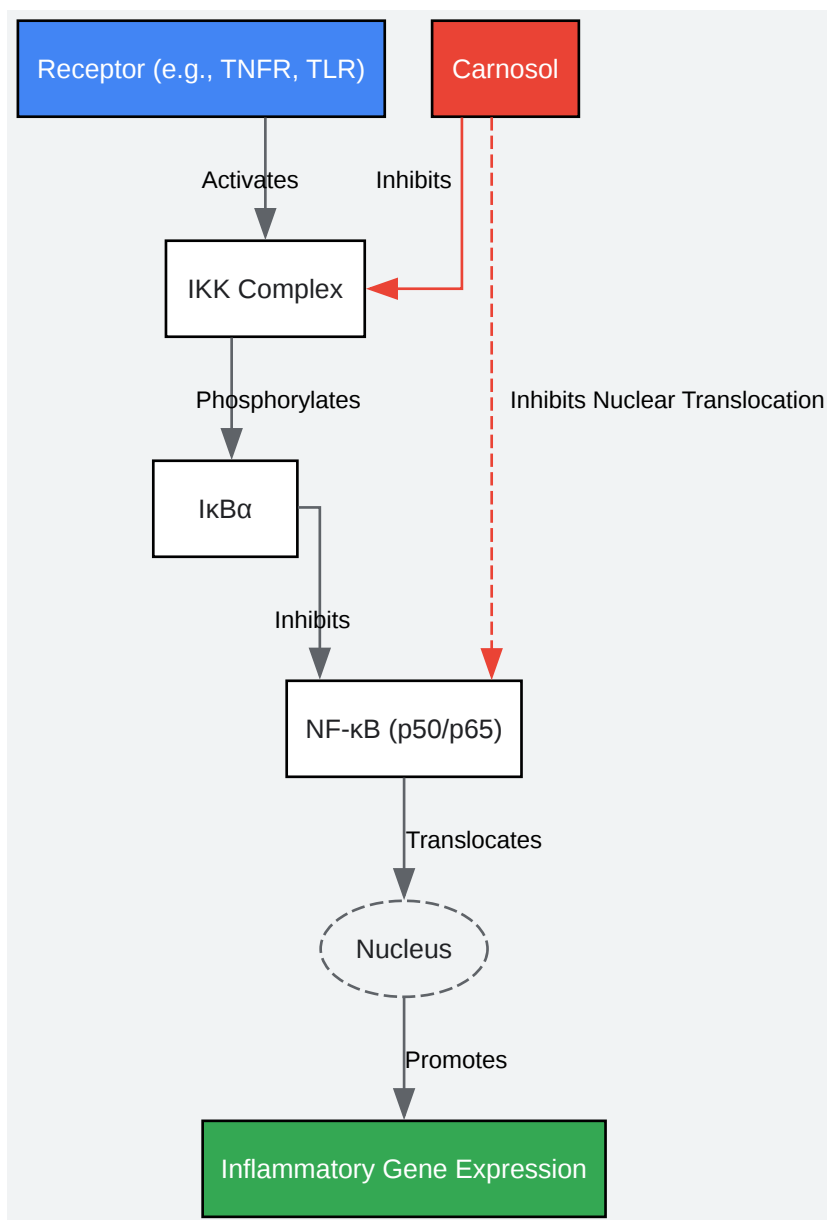 Receptor (e.g., TNFR, TLR)
Carnosol
Activates
Inhibits
IKK Complex
Phosphorylates
Inhibits Nuclear Translocation
IκBα
Inhibits
NF-κB (p50/p65)
Translocates
Nucleus
Promotes
Inflammatory Gene Expression